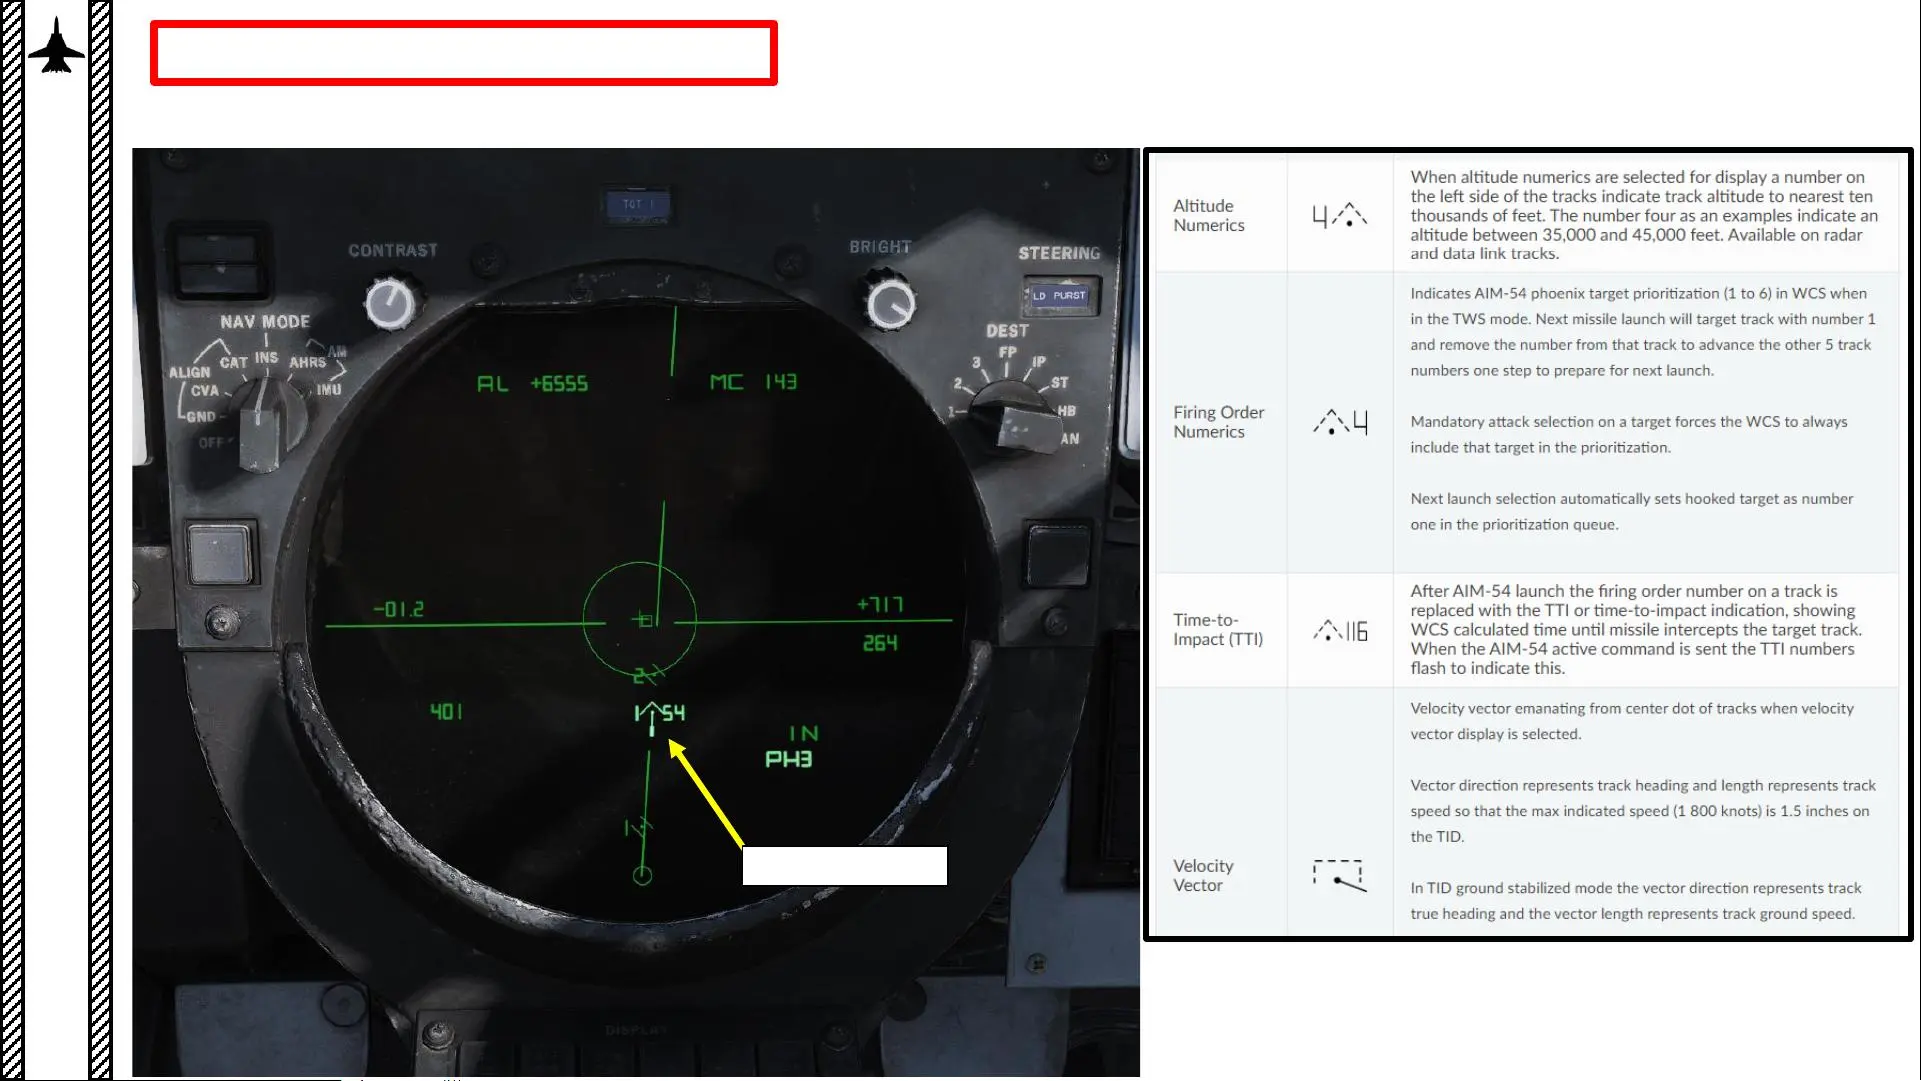 TGT 1
CONTRAST
BRIGHT
STEERING
LD PURST
NAV MODE
DEST
ALIGN CAT INS AHRS AM
CVA IMU
GND
OFF
FP
3 IP
2 ST
1 HB
AN
AL +6555 MC 143
-01.2 +717
264
2
401 1 54
IN
PH3
1
DISPLAY
Altitude
Numerics
4
When altitude numerics are selected for display a number on
the left side of the tracks indicate track altitude to nearest ten
thousands of feet. The number four as an examples indicate an
altitude between 35,000 and 45,000 feet. Available on radar
and data link tracks.
Firing Order
Numerics
4
Indicates AIM-54 phoenix target prioritization (1 to 6) in WCS when
in the TWS mode. Next missile launch will target track with number 1
and remove the number from that track to advance the other 5 track
numbers one step to prepare for next launch.
Mandatory attack selection on a target forces the WCS to always
include that target in the prioritization.
Next launch selection automatically sets hooked target as number
one in the prioritization queue.
Time-to-
Impact (TTI)
116
After AIM-54 launch the firing order number on a track is
replaced with the TTI or time-to-impact indication, showing
WCS calculated time until missile intercepts the target track.
When the AIM-54 active command is sent the TTI numbers
flash to indicate this.
Velocity
Vector
Velocity vector emanating from center dot of tracks when velocity
vector display is selected.
Vector direction represents track heading and length represents track
speed so that the max indicated speed (1 800 knots) is 1.5 inches on
the TID.
In TID ground stabilized mode the vector direction represents track
true heading and the vector length represents track ground speed.